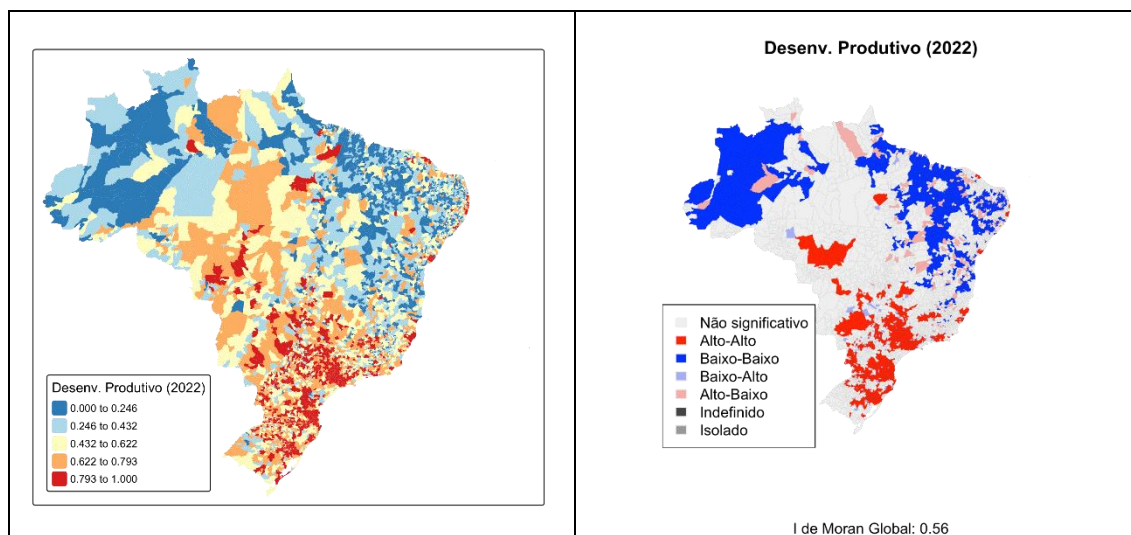 Desenv. Produtivo (2022)
0.000 to 0.246
0.246 to 0.432
0.432 to 0.622
0.622 to 0.793
0.793 to 1.000
Desenv. Produtivo (2022)
Não significativo
Alto-Alto
Baixo-Baixo
Baixo-Alto
Alto-Baixo
Indefinido
Isolado
I de Moran Global: 0.56